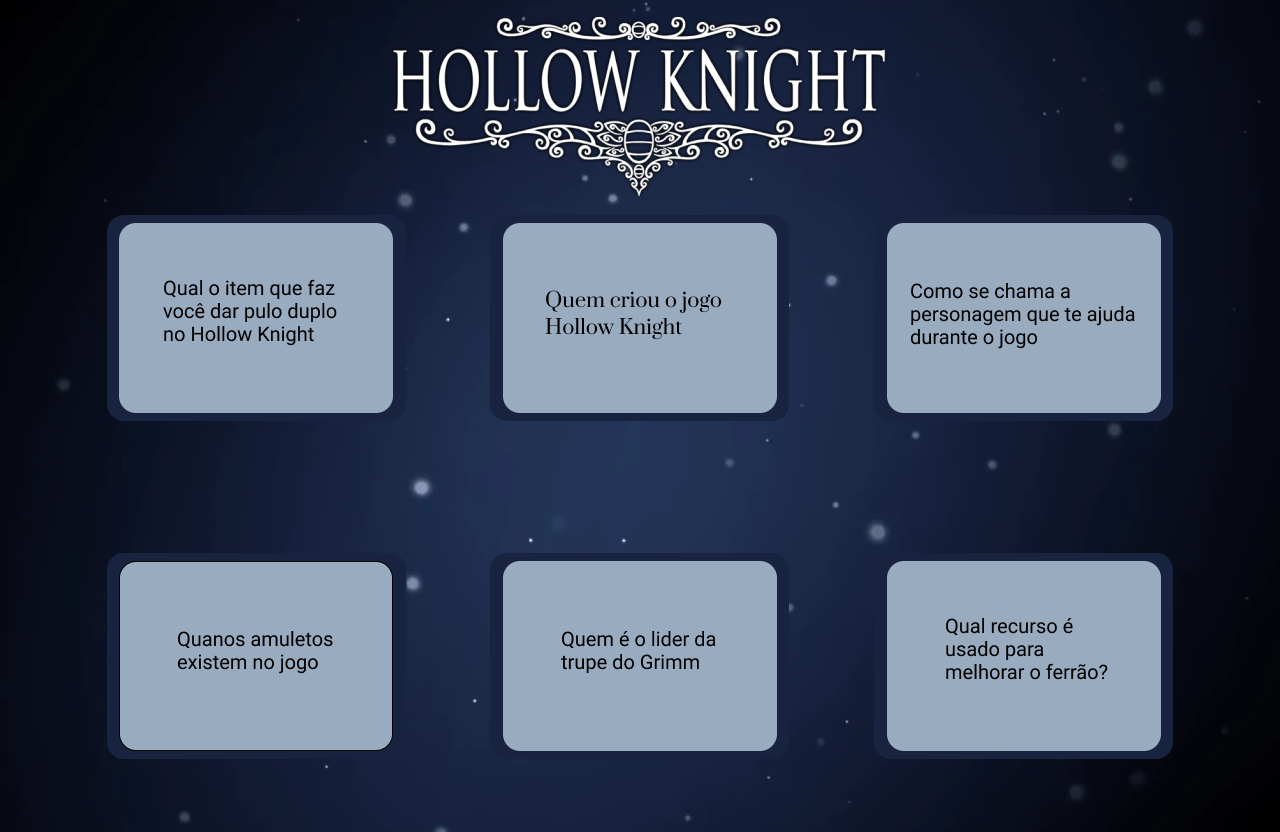 HOLLOW KNIGHT
Qual o item que faz
você dar pulo duplo
no Hollow Knight
Quem criou o jogo
Hollow Knight
Como se chama a
personagem que te ajuda
durante o jogo
Quanos amuletos
existem no jogo
Quem é o lider da
trupe do Grimm
Qual recurso é
usado para
melhorar o ferrão?